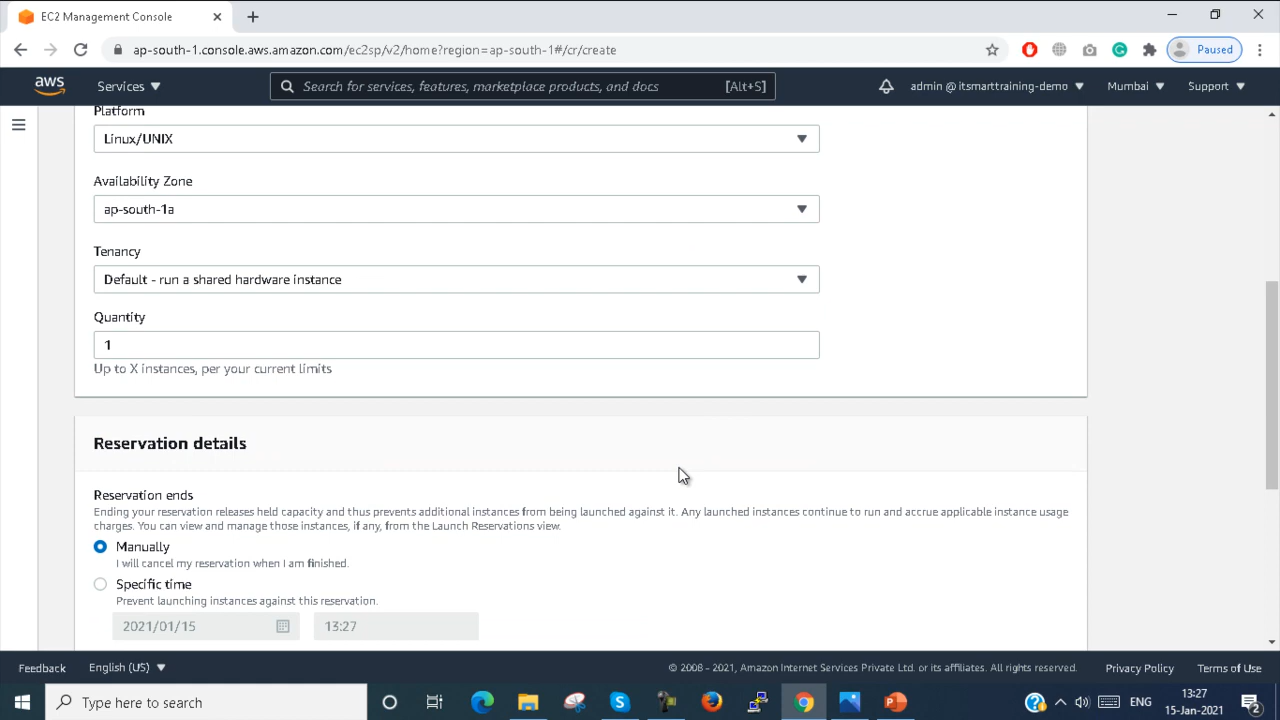 EC2 Management Console
ap-south-1.console.aws.amazon.com/ec2sp/v2/home?region=ap-south-1#/cr/create
Paused
aws
Services
Search for services, features, marketplace products, and docs
[Alt+S]
admin @ itsmarttraining-demo
Mumbai
Support
Platform
Linux/UNIX
Availability Zone
ap-south-1a
Tenancy
Default - run a shared hardware instance
Quantity
1
Up to X instances, per your current limits
Reservation details
Reservation ends
Ending your reservation releases held capacity and thus prevents additional instances from being launched against it. Any launched instances continue to run and accrue applicable instance usage
charges. You can view and manage those instances, if any, from the Launch Reservations view.
Manually
I will cancel my reservation when I am finished.
Specific time
Prevent launching instances against this reservation.
2021/01/15
13:27
Feedback
English (US)
© 2008 - 2021, Amazon Internet Services Private Ltd. or its affiliates. All rights reserved.
Privacy Policy
Terms of Use
Type here to search
ENG
13:27
15-Jan-2021
2